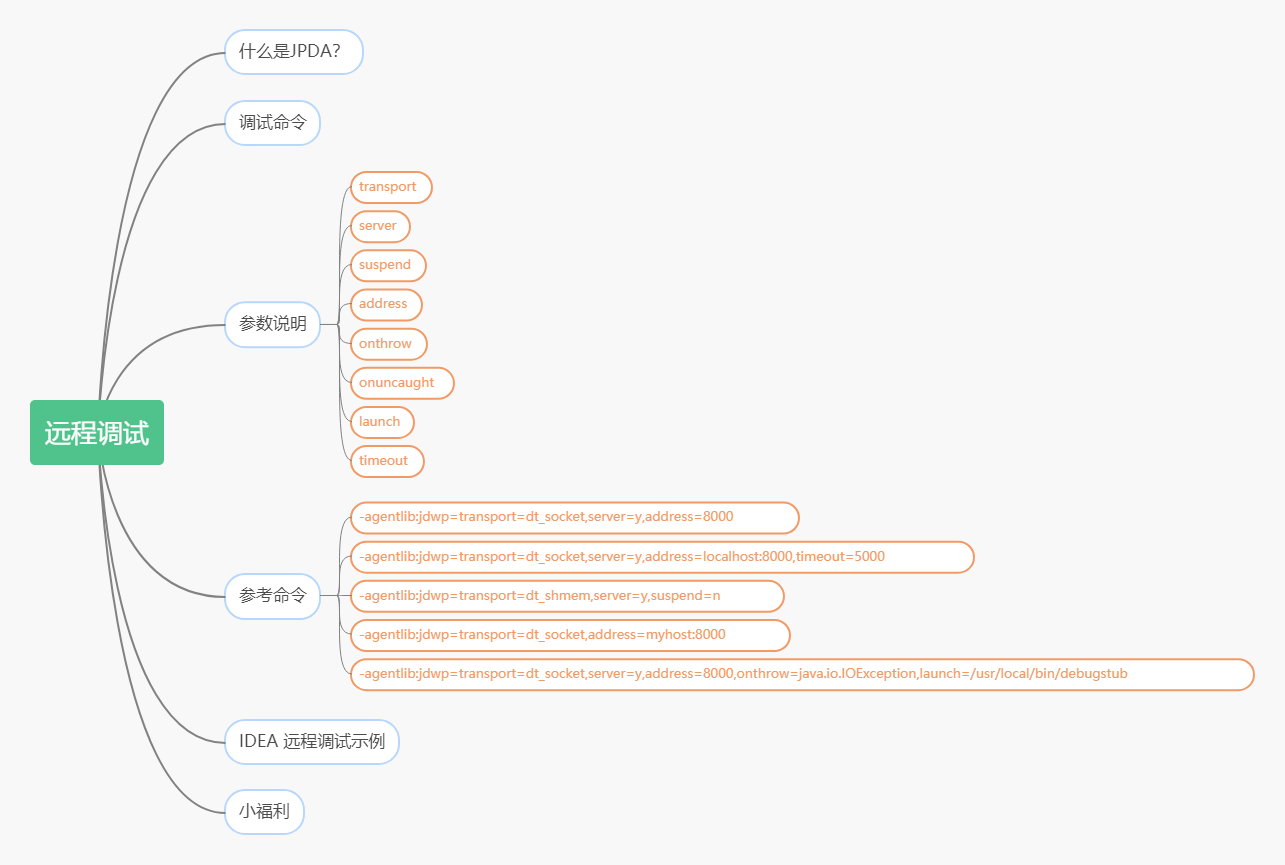 远程调试
什么是JPDA?
调试命令
参数说明
transport
server
suspend
address
onthrow
onuncaught
launch
timeout
参考命令
-agentlib:jdwp=transport=dt_socket,server=y,address=8000
-agentlib:jdwp=transport=dt_socket,server=y,address=localhost:8000,timeout=5000
-agentlib:jdwp=transport=dt_shmem,server=y,suspend=n
-agentlib:jdwp=transport=dt_socket,address=myhost:8000
-agentlib:jdwp=transport=dt_socket,server=y,address=8000,onthrow=java.io.IOException,launch=/usr/local/bin/debugstub
IDEA 远程调试示例
小福利